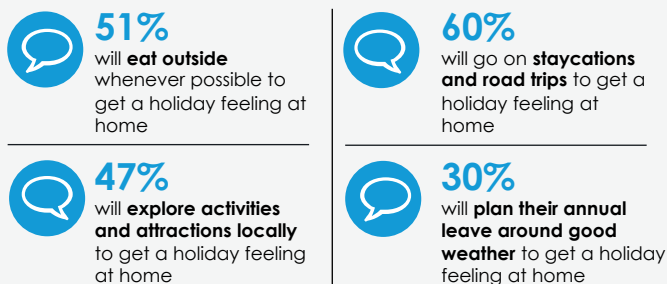 51%
will eat outside
whenever possible to
get a holiday feeling at
home
60%
will go on staycations
and road trips to get a
holiday feeling at
home
47%
will explore activities
and attractions locally
to get a holiday feeling
at home
30%
will plan their annual
leave around good
weather to get a holiday
feeling at home